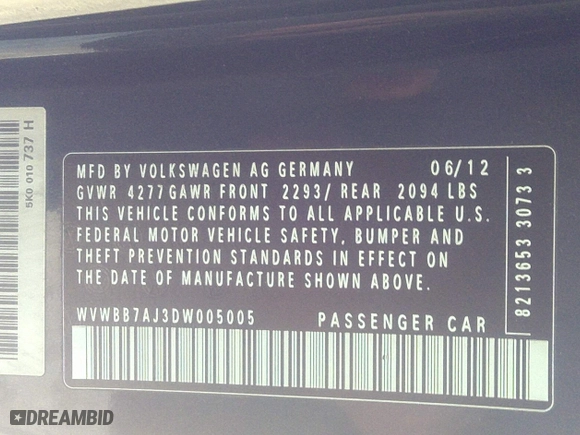 5K0 010 737 H
MFD BY VOLKSWAGEN AG GERMANY 06/12
GVWR 4277 GAWR FRONT 2293/ REAR 2094 LBS
THIS VEHICLE CONFORMS TO ALL APPLICABLE U.S.
FEDERAL MOTOR VEHICLE SAFETY, BUMPER AND
THEFT PREVENTION STANDARDS IN EFFECT ON
THE DATE OF MANUFACTURE SHOWN ABOVE.
WVWBB7AJ3DW005005 PASSENGER CAR
8213653 3073 3
DREAMBID